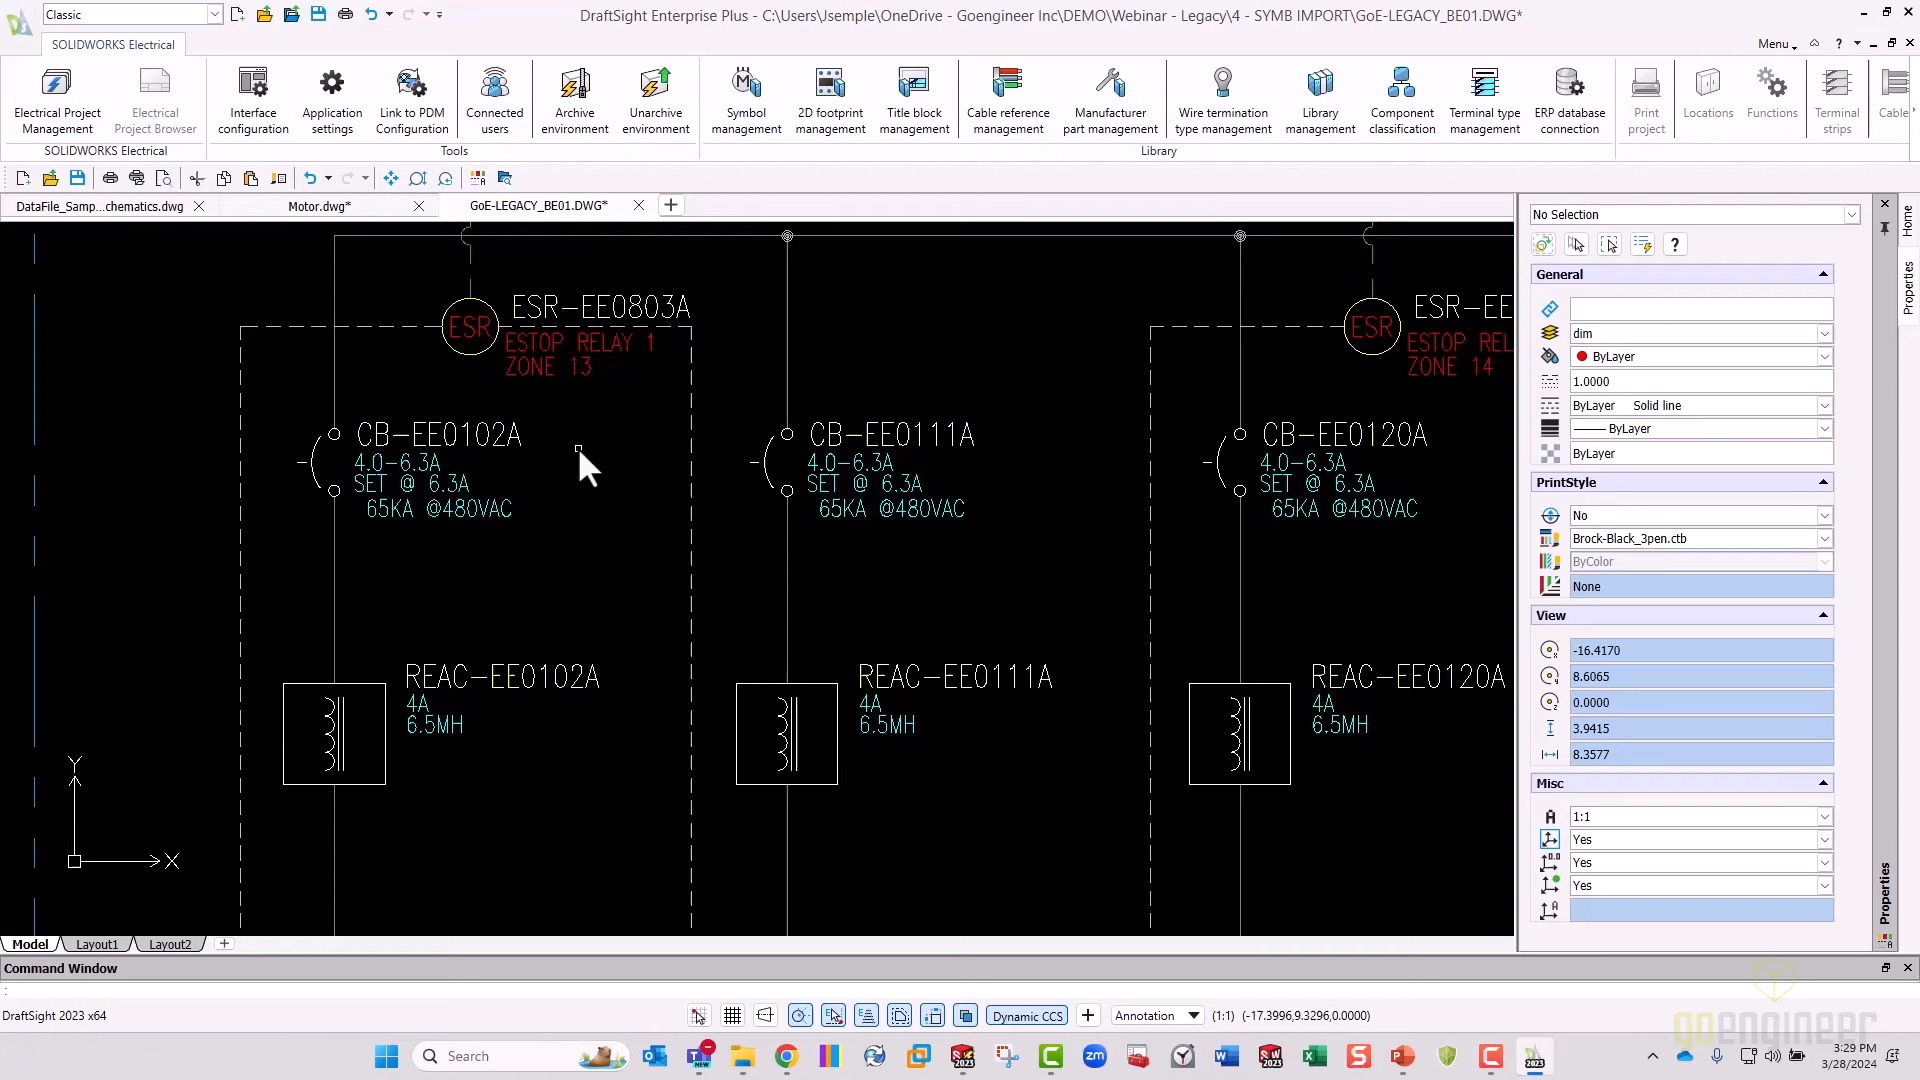 Classic
DraftSight Enterprise Plus - C:\Users\Jsemple\OneDrive - Goengineer Inc\DEMO\Webinar - Legacy\4 - SYMB IMPORT\GoE-LEGACY_BE01.DWG*
SOLIDWORKS Electrical
Menu
?
Electrical Project
Management
Electrical
Project Browser
Interface
configuration
Application
settings
Link to PDM
Configuration
Connected
users
Archive
environment
Unarchive
environment
Symbol
management
2D footprint
management
Title block
management
Cable reference
management
Manufacturer
part management
Wire termination
type management
Library
management
Component
classification
Terminal type
management
ERP database
connection
Print
project
Locations
Functions
Terminal
strips
Cable
SOLIDWORKS Electrical
Tools
Library
DataFile_Samp...chematics.dwg
Motor.dwg*
GoE-LEGACY_BE01.DWG*
ESR
ESR-EE0803A
ESTOP RELAY 1
ZONE 13
ESR
ESR-EE
ESTOP REL
ZONE 14
CB-EE0102A
4.0-6.3A
SET @ 6.3A
65KA @480VAC
CB-EE0111A
4.0-6.3A
SET @ 6.3A
65KA @480VAC
CB-EE0120A
4.0-6.3A
SET @ 6.3A
65KA @480VAC
REAC-EE0102A
4A
6.5MH
REAC-EE0111A
4A
6.5MH
REAC-EE0120A
4A
6.5MH
Y
X
No Selection
?
General
dim
ByLayer
1.0000
ByLayer Solid line
ByLayer
ByLayer
PrintStyle
No
Brock-Black_3pen.ctb
ByColor
None
View
-16.4170
8.6065
0.0000
3.9415
8.3577
Misc
1:1
Yes
Yes
Yes
Home
Properties
Properties
Model
Layout1
Layout2
Command Window
:
DraftSight 2023 x64
Dynamic CCS
Annotation
(1:1)
(-17.3996,9.3296,0.0000)
goengineer
Search
3:29 PM
3/28/2024